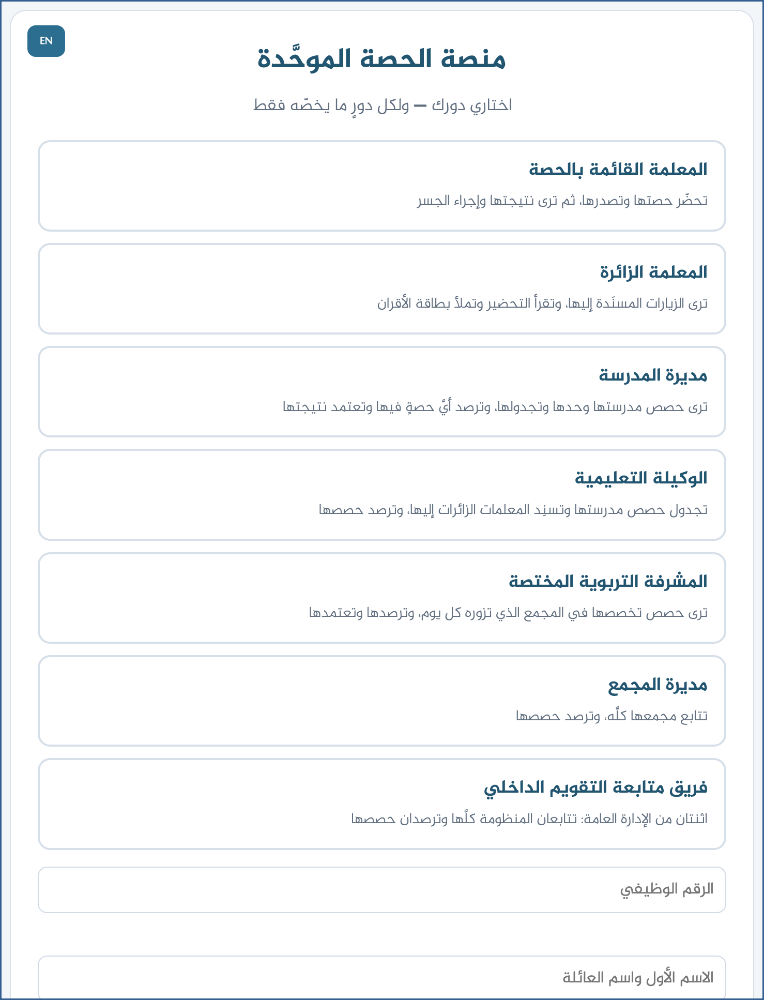 EN
منصة الحصة الموحَّدة
اختاري دورك — ولكل دورٍ ما يخصّه فقط
المعلمة القائمة بالحصة
تحضّر حصتها وتصدرها، ثم ترى نتيجتها وإجراء الجسر
المعلمة الزائرة
ترى الزيارات المسنَدة إليها، وتقرأ التحضير وتملأ بطاقة الأقران
مديرة المدرسة
ترى حصص مدرستها وحدها وتجدولها، وترصد أيَّ حصةٍ فيها وتعتمد نتيجتها
الوكيلة التعليمية
تجدول حصص مدرستها وتسنِد المعلمات الزائرات إليها، وترصد حصصها
المشرفة التربوية المختصة
ترى حصص تخصصها في المجمع الذي تزوره كل يوم، وترصدها وتعتمدها
مديرة المجمع
تتابع مجمعها كلَّه، وترصد حصصها
فريق متابعة التقويم الداخلي
اثنتان من الإدارة العامة: تتابعان المنظومة كلَّها وترصدان حصصها
الرقم الوظيفي
الاسم الأول واسم العائلة